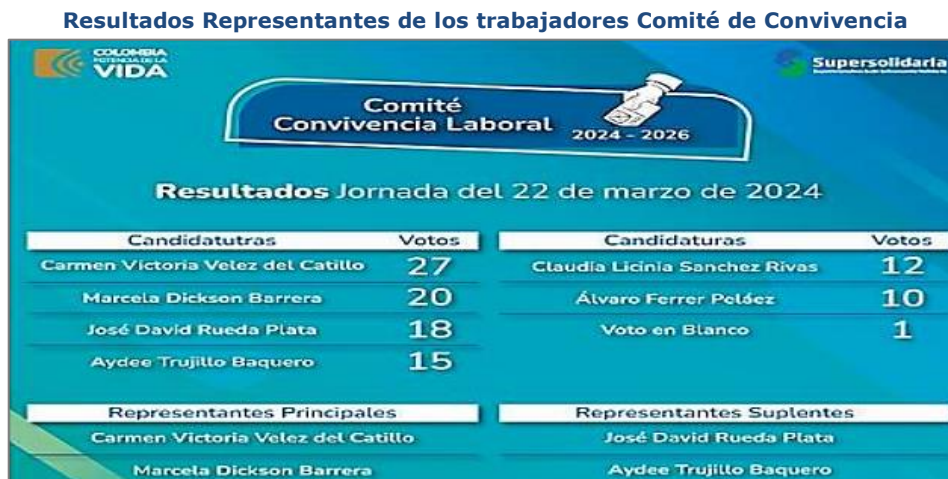 Resultados Representantes de los trabajadores Comité de Convivencia
COLOMBIA
POTENCIA DE LA
VIDA
Supersolidaria
Comité
Convivencia Laboral 2024 - 2026
Resultados Jornada del 22 de marzo de 2024
Candidatutras Votos
Carmen Victoria Velez del Catillo 27
Marcela Dickson Barrera 20
José David Rueda Plata 18
Aydee Trujillo Baquero 15
Candidaturas Votos
Claudia Licinia Sanchez Rivas 12
Álvaro Ferrer Peláez 10
Voto en Blanco 1
Representantes Principales
Carmen Victoria Velez del Catillo
Marcela Dickson Barrera
Representantes Suplentes
José David Rueda Plata
Aydee Trujillo Baquero